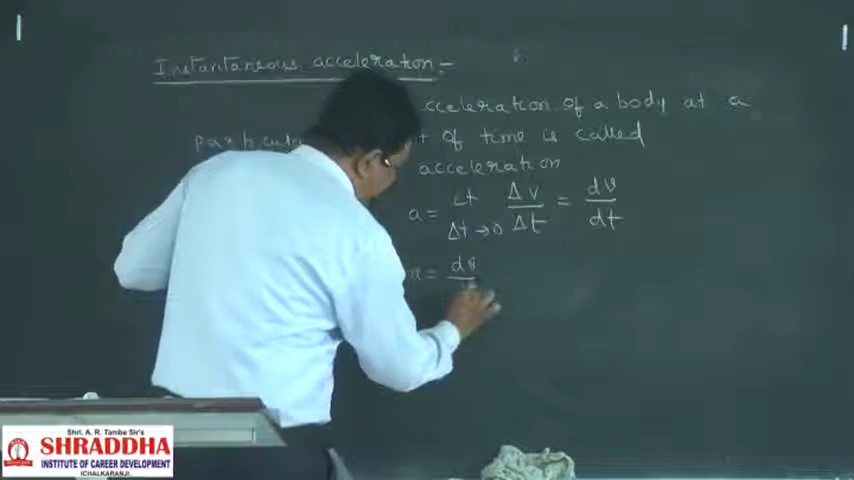 Instantaneous acceleration:-
cceleration of a body at a
of time is called
acceleration
a = Lt Δt→0 Δv/Δt = dv/dt
= dv
Shri. A. R. Tambe Sir's
SHRADDHA
INSTITUTE OF CAREER DEVELOPMENT
ICHALKARANJI.